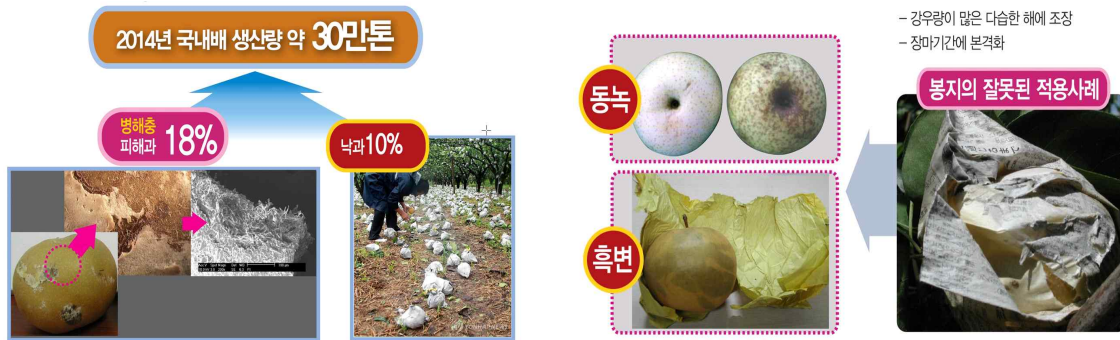 2014년 국내배 생산량 약 30만톤
병해충
피해과 18%
낙과10%
동녹
흑변
- 강우량이 많은 다습한 해에 조장
- 장마기간에 본격화
봉지의 잘못된 적용사례